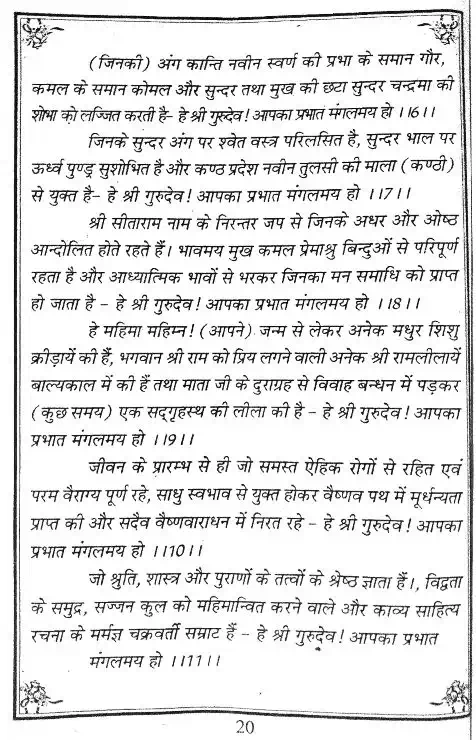 (जिनकी) अंग कान्ति नवीन स्वर्ण की प्रभा के समान गौर,
कमल के समान कोमल और सुन्दर तथा मुख की छटा सुन्दर चन्द्रमा की
शोभा को लज्जित करती है- हे श्री गुरुदेव! आपका प्रभात मंगलमय हो ।।6।।
जिनके सुन्दर अंग पर श्वेत वस्त्र परिलसित है, सुन्दर भाल पर
ऊर्ध्व पुण्ड्र सुशोभित है और कण्ठ प्रदेश नवीन तुलसी की माला (कण्ठी)
से युक्त है- हे श्री गुरुदेव! आपका प्रभात मंगलमय हो ।।7।।
श्री सीताराम नाम के निरन्तर जप से जिनके अधर और ओष्ठ
आन्दोलित होते रहते हैं। भावमय मुख कमल प्रेमाश्रु बिन्दुओं से परिपूर्ण
रहता है और आध्यात्मिक भावों से भरकर जिनका मन समाधि को प्राप्त
हो जाता है - हे श्री गुरुदेव! आपका प्रभात मंगलमय हो ।।8।।
हे महिमा महिम्न! (आपने) जन्म से लेकर अनेक मधुर शिशु
क्रीड़ायें की हैं, भगवान श्री राम को प्रिय लगने वाली अनेक श्री रामलीलायें
बाल्यकाल में की हैं तथा माता जी के दुराग्रह से विवाह बन्धन में पड़कर
(कुछ समय) एक सद्गृहस्थ की लीला की है - हे श्री गुरुदेव! आपका
प्रभात मंगलमय हो ।।9।।
जीवन के प्रारम्भ से ही जो समस्त ऐहिक रोगों से रहित एवं
परम वैराग्य पूर्ण रहे, साधु स्वभाव से युक्त होकर वैष्णव पथ में मूर्धन्यता
प्राप्त की और सदैव वैष्णवाराधन में निरत रहे - हे श्री गुरुदेव! आपका
प्रभात मंगलमय हो ।।10।।
जो श्रुति, शास्त्र और पुराणों के तत्वों के श्रेष्ठ ज्ञाता हैं।, विद्वता
के समुद्र, सज्जन कुल को महिमान्वित करने वाले और काव्य साहित्य
रचना के मर्मज्ञ चक्रवर्ती सम्राट हैं - हे श्री गुरुदेव! आपका प्रभात
मंगलमय हो ।।11।।
20